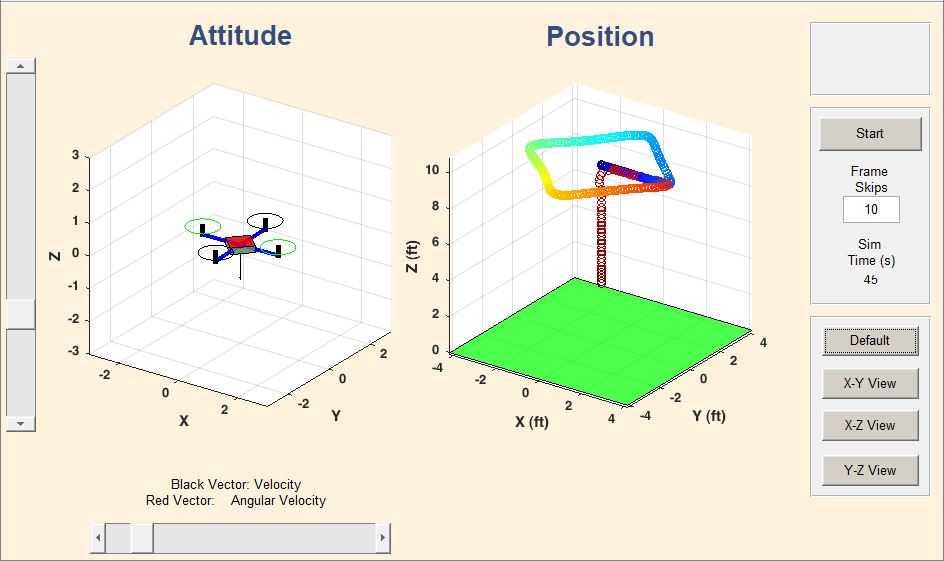 Attitude
Position
3
2
1
0
-1
-2
-3
Z
-2
0
2
X
-2
0
2
Y
10
8
6
4
2
0
Z (ft)
-4
-2
0
2
4
X (ft)
-4
-2
0
2
4
Y (ft)
Black Vector: Velocity
Red Vector: Angular Velocity
Start
Frame
Skips
10
Sim
Time (s)
45
Default
X-Y View
X-Z View
Y-Z View